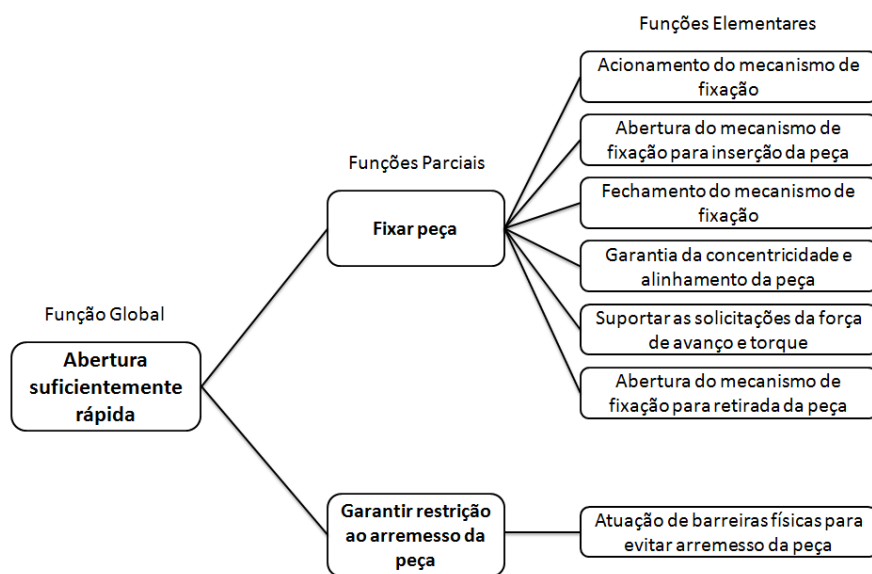 Funções Elementares
Acionamento do mecanismo de
fixação
Abertura do mecanismo de
fixação para inserção da peça
Funções Parciais
Fixar peça
Fechamento do mecanismo de
fixação
Garantia da concentricidade e
alinhamento da peça
Função Global
Abertura
suficientemente
rápida
Suportar as solicitações da força
de avanço e torque
Abertura do mecanismo de
fixação para retirada da peça
Garantir restrição
ao arremesso da
peça
Atuação de barreiras físicas para
evitar arremesso da peça